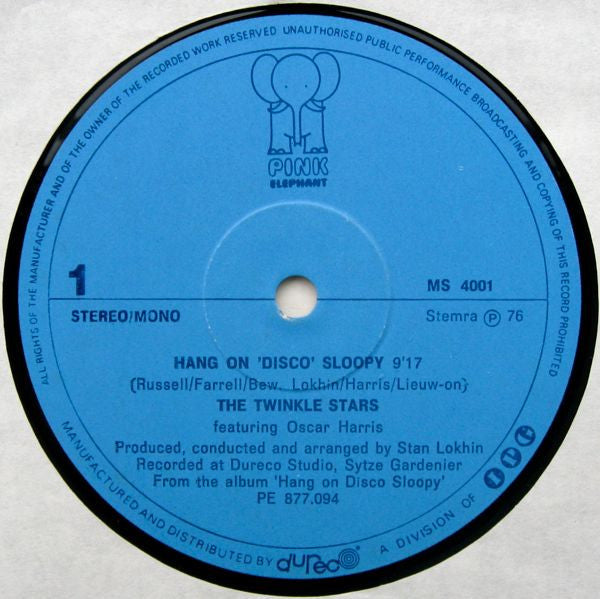 ALL RIGHTS OF THE MANUFACTURER AND OF THE OWNER OF THE RECORDED WORK RESERVED UNAUTHORISED PUBLIC PERFORMANCE BROADCASTING AND COPYING OF THIS RECORD PROHIBITED
PINK
ELEPHANT
1
MS 4001
STEREO/MONO
Stemra Ⓟ 76
HANG ON 'DISCO' SLOOPY 9'17
(Russell/Farrell/Bew. Lokhin/Harris/Lieuw-on)
THE TWINKLE STARS
featuring Oscar Harris
Produced, conducted and arranged by Stan Lokhin
Recorded at Dureco Studio, Sytze Gardenier
From the album 'Hang on Disco Sloopy'
PE 877.094
MANUFACTURED AND DISTRIBUTED BY dureco A DIVISION OF